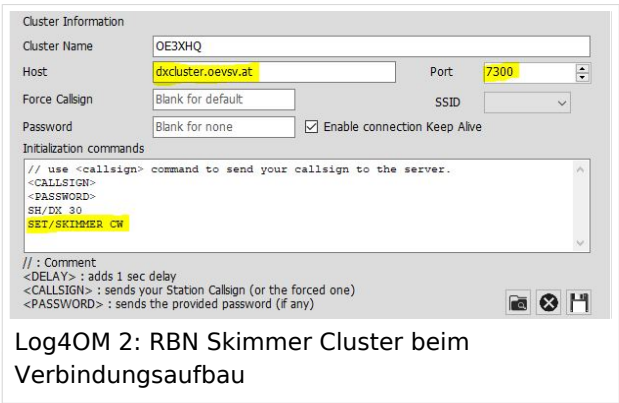 Cluster Information
Cluster Name OE3XHQ
Host dxcluster.oevsv.at Port 7300
Force Callsign Blank for default SSID
Password Blank for none Enable connection Keep Alive
Initialization commands
// use <callsign> command to send your callsign to the server.
<CALLSIGN>
<PASSWORD>
SH/DX 30
SET/SKIMMER CW
// : Comment
<DELAY> : adds 1 sec delay
<CALLSIGN> : sends your Station Callsign (or the forced one)
<PASSWORD> : sends the provided password (if any)
Log4OM 2: RBN Skimmer Cluster beim
Verbindungsaufbau